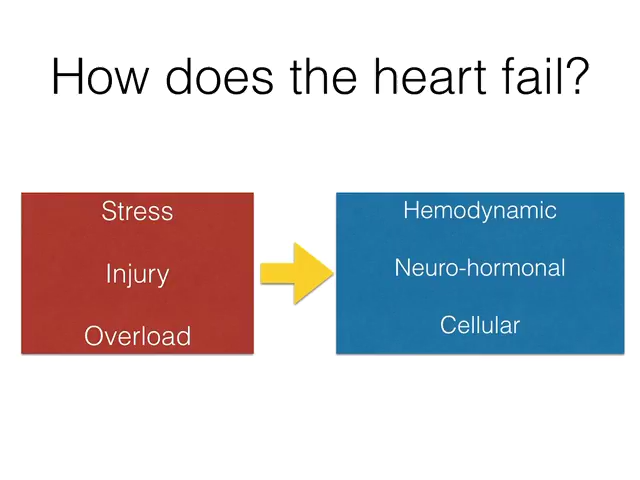 How does the heart fail?
Stress
Injury
Overload
Hemodynamic
Neuro-hormonal
Cellular